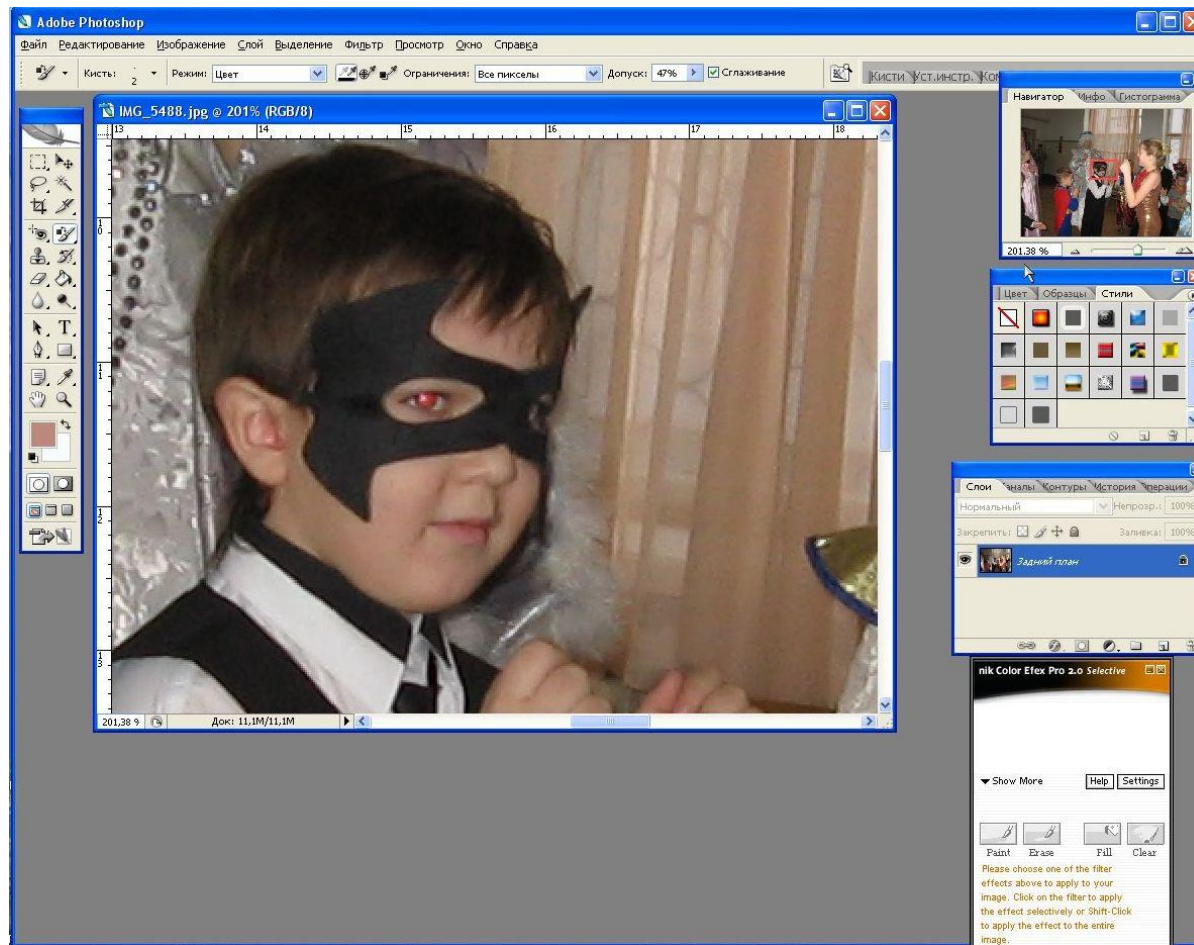 Adobe Photoshop
Файл Редактирование Изображение Слой Выделение Фильтр Просмотр Окно Справка
Кисть: 2 Режим: Цвет Ограничения: Все пикселы Допуск: 47% Сглаживание
Кисти Уст.инстр. Ком
IMG_5488.jpg @ 201% (RGB/8)
13 14 15 16 17 18
Навигатор Инфо Гистограмма
201.38 %
Цвет Образцы Стили
Слои Каналы Контуры История Операции
Нормальный Непрозр.: 100%
Закрепить: Заливка: 100%
Задний план
201,38 9 Док: 11,1M/11,1M
nik Color Efex Pro 2.0 Selective
Show More Help Settings
Paint Erase Fill Clear
Please choose one of the filter
effects above to apply to your
image. Click on the filter to apply
the effect selectively or Shift-Click
to apply the effect to the entire
image.